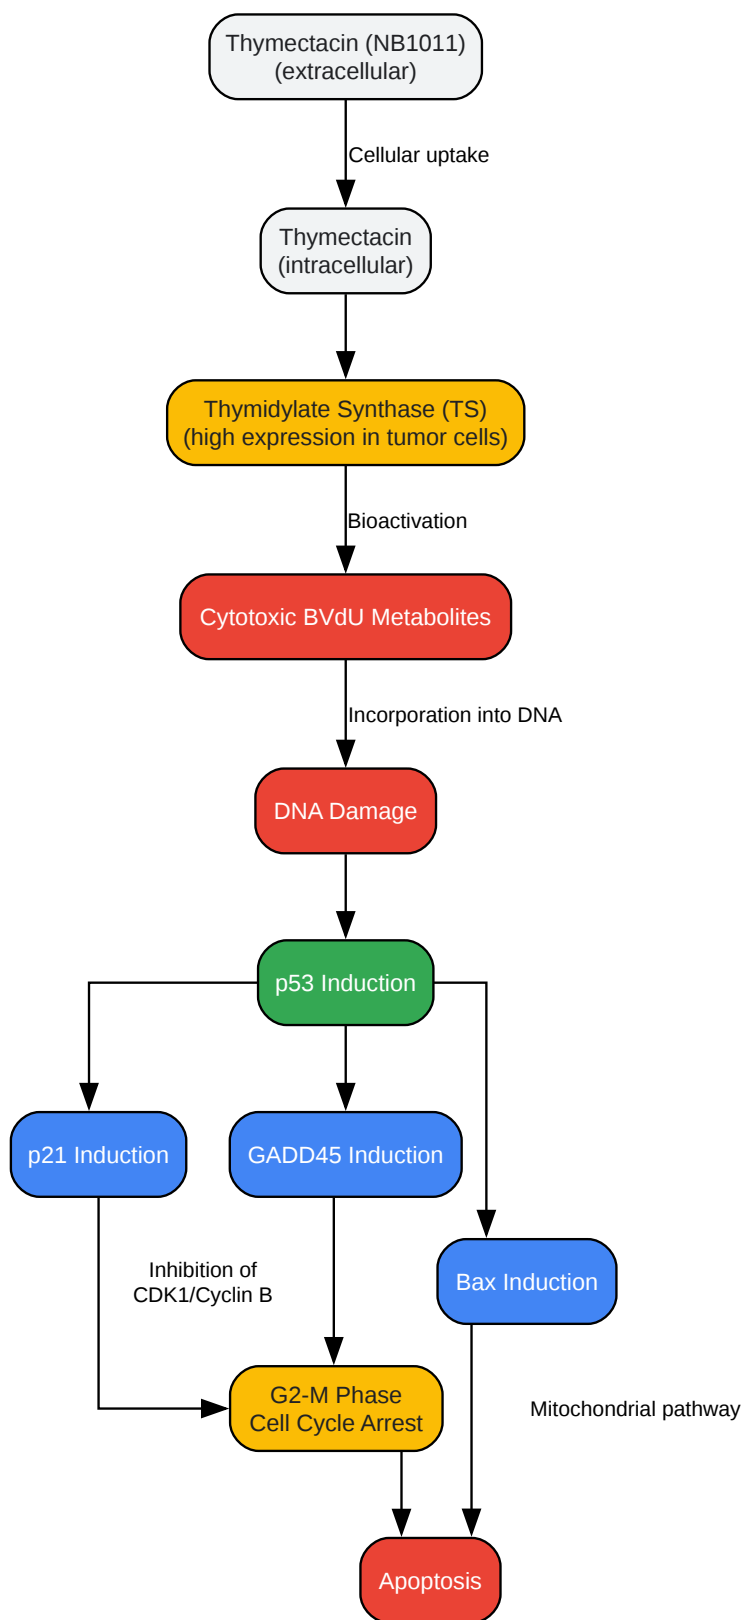 Thymectacin (NB1011)
(extracellular)
Cellular uptake
Thymectacin
(intracellular)
Thymidylate Synthase (TS)
(high expression in tumor cells)
Bioactivation
Cytotoxic BVdU Metabolites
Incorporation into DNA
DNA Damage
p53 Induction
p21 Induction
GADD45 Induction
Inhibition of
CDK1/Cyclin B
Bax Induction
G2-M Phase
Cell Cycle Arrest
Mitochondrial pathway
Apoptosis